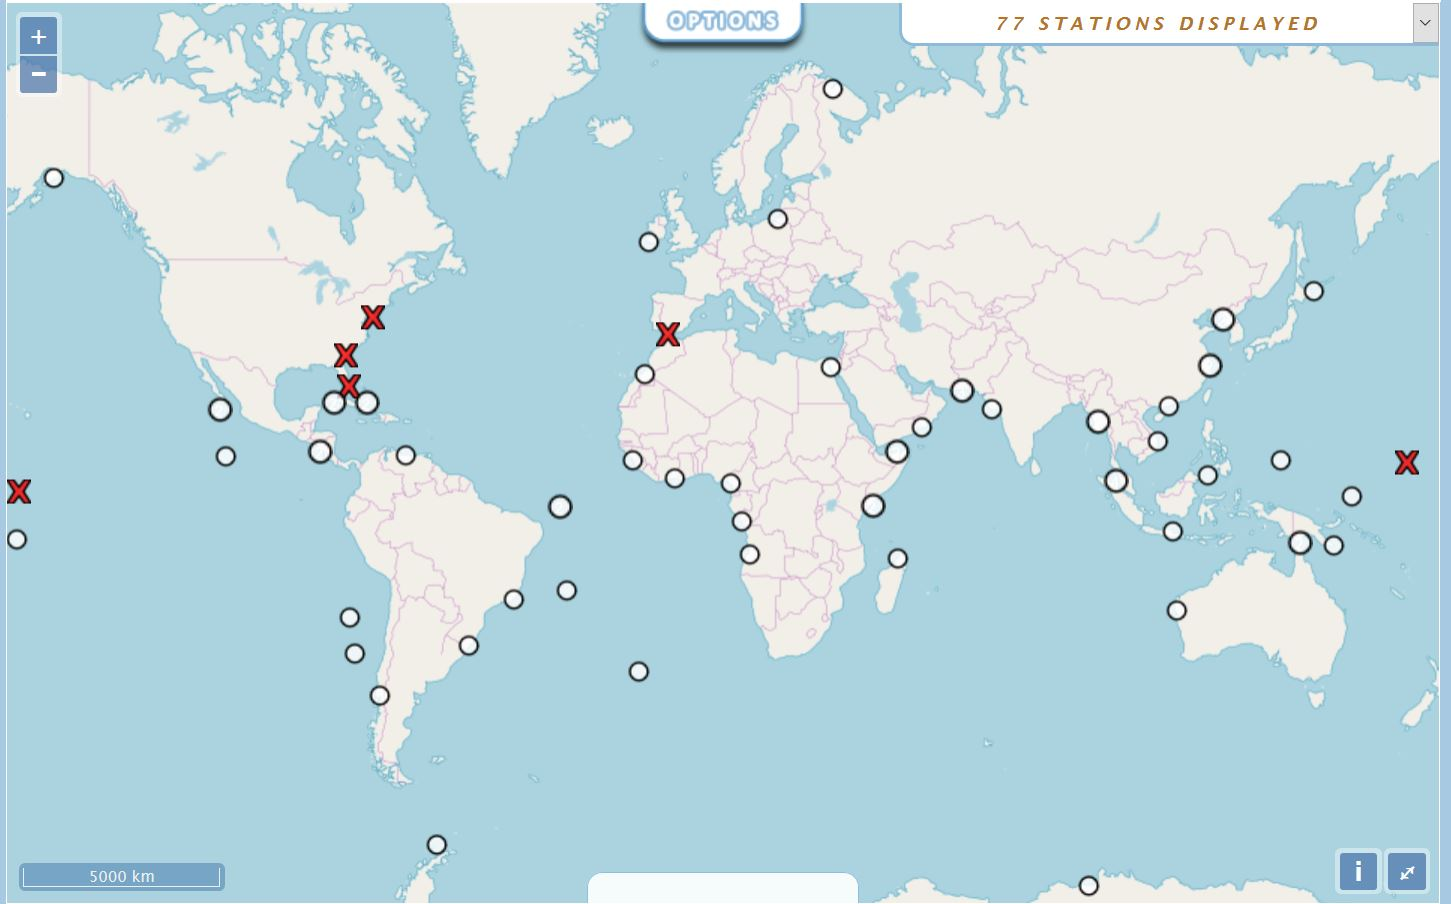 +
OPTIONS
77 STATIONS DISPLAYED
−
X
X
X
X
X
X
5000 km
i